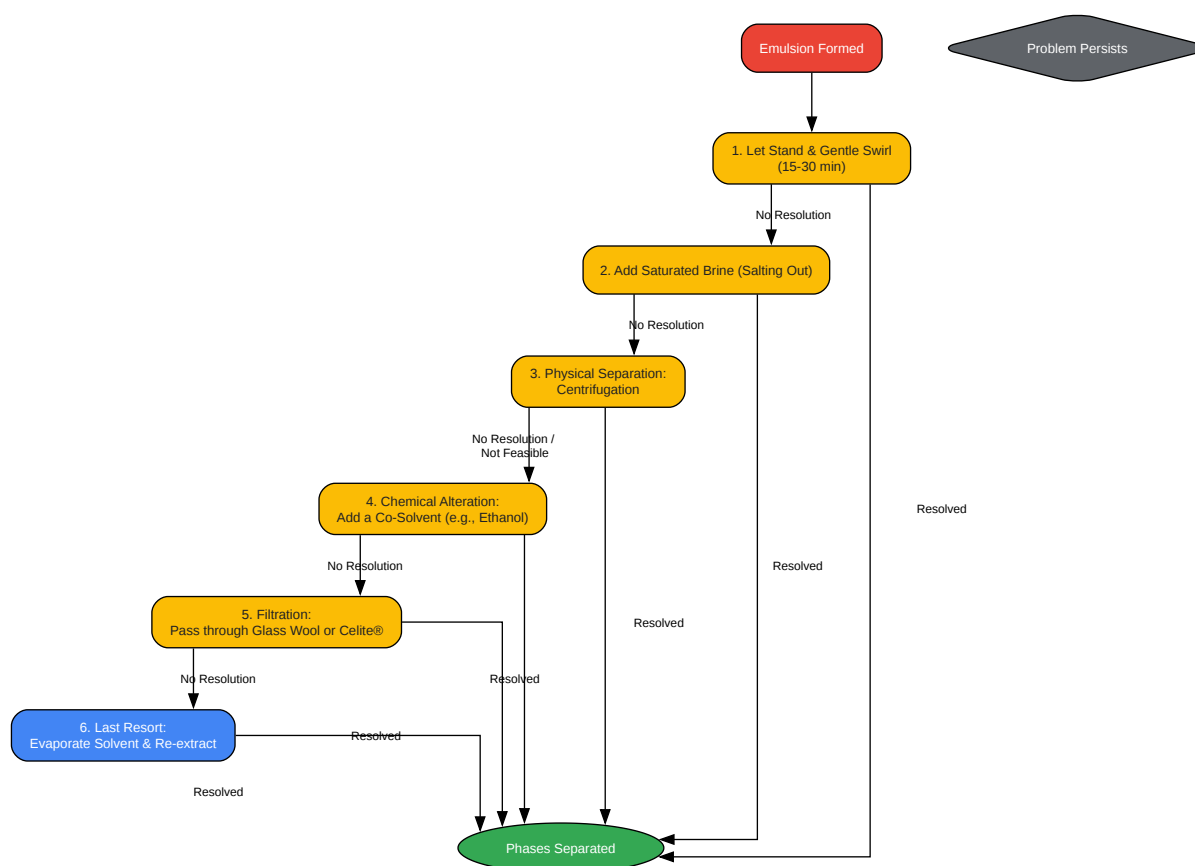 Emulsion Formed
Problem Persists
1. Let Stand & Gentle Swirl
(15-30 min)
No Resolution
2. Add Saturated Brine (Salting Out)
No Resolution
3. Physical Separation:
Centrifugation
No Resolution /
Not Feasible
4. Chemical Alteration:
Add a Co-Solvent (e.g., Ethanol)
Resolved
No Resolution
Resolved
5. Filtration:
Pass through Glass Wool or Celite®
Resolved
No Resolution
Resolved
6. Last Resort:
Evaporate Solvent & Re-extract
Resolved
Resolved
Phases Separated